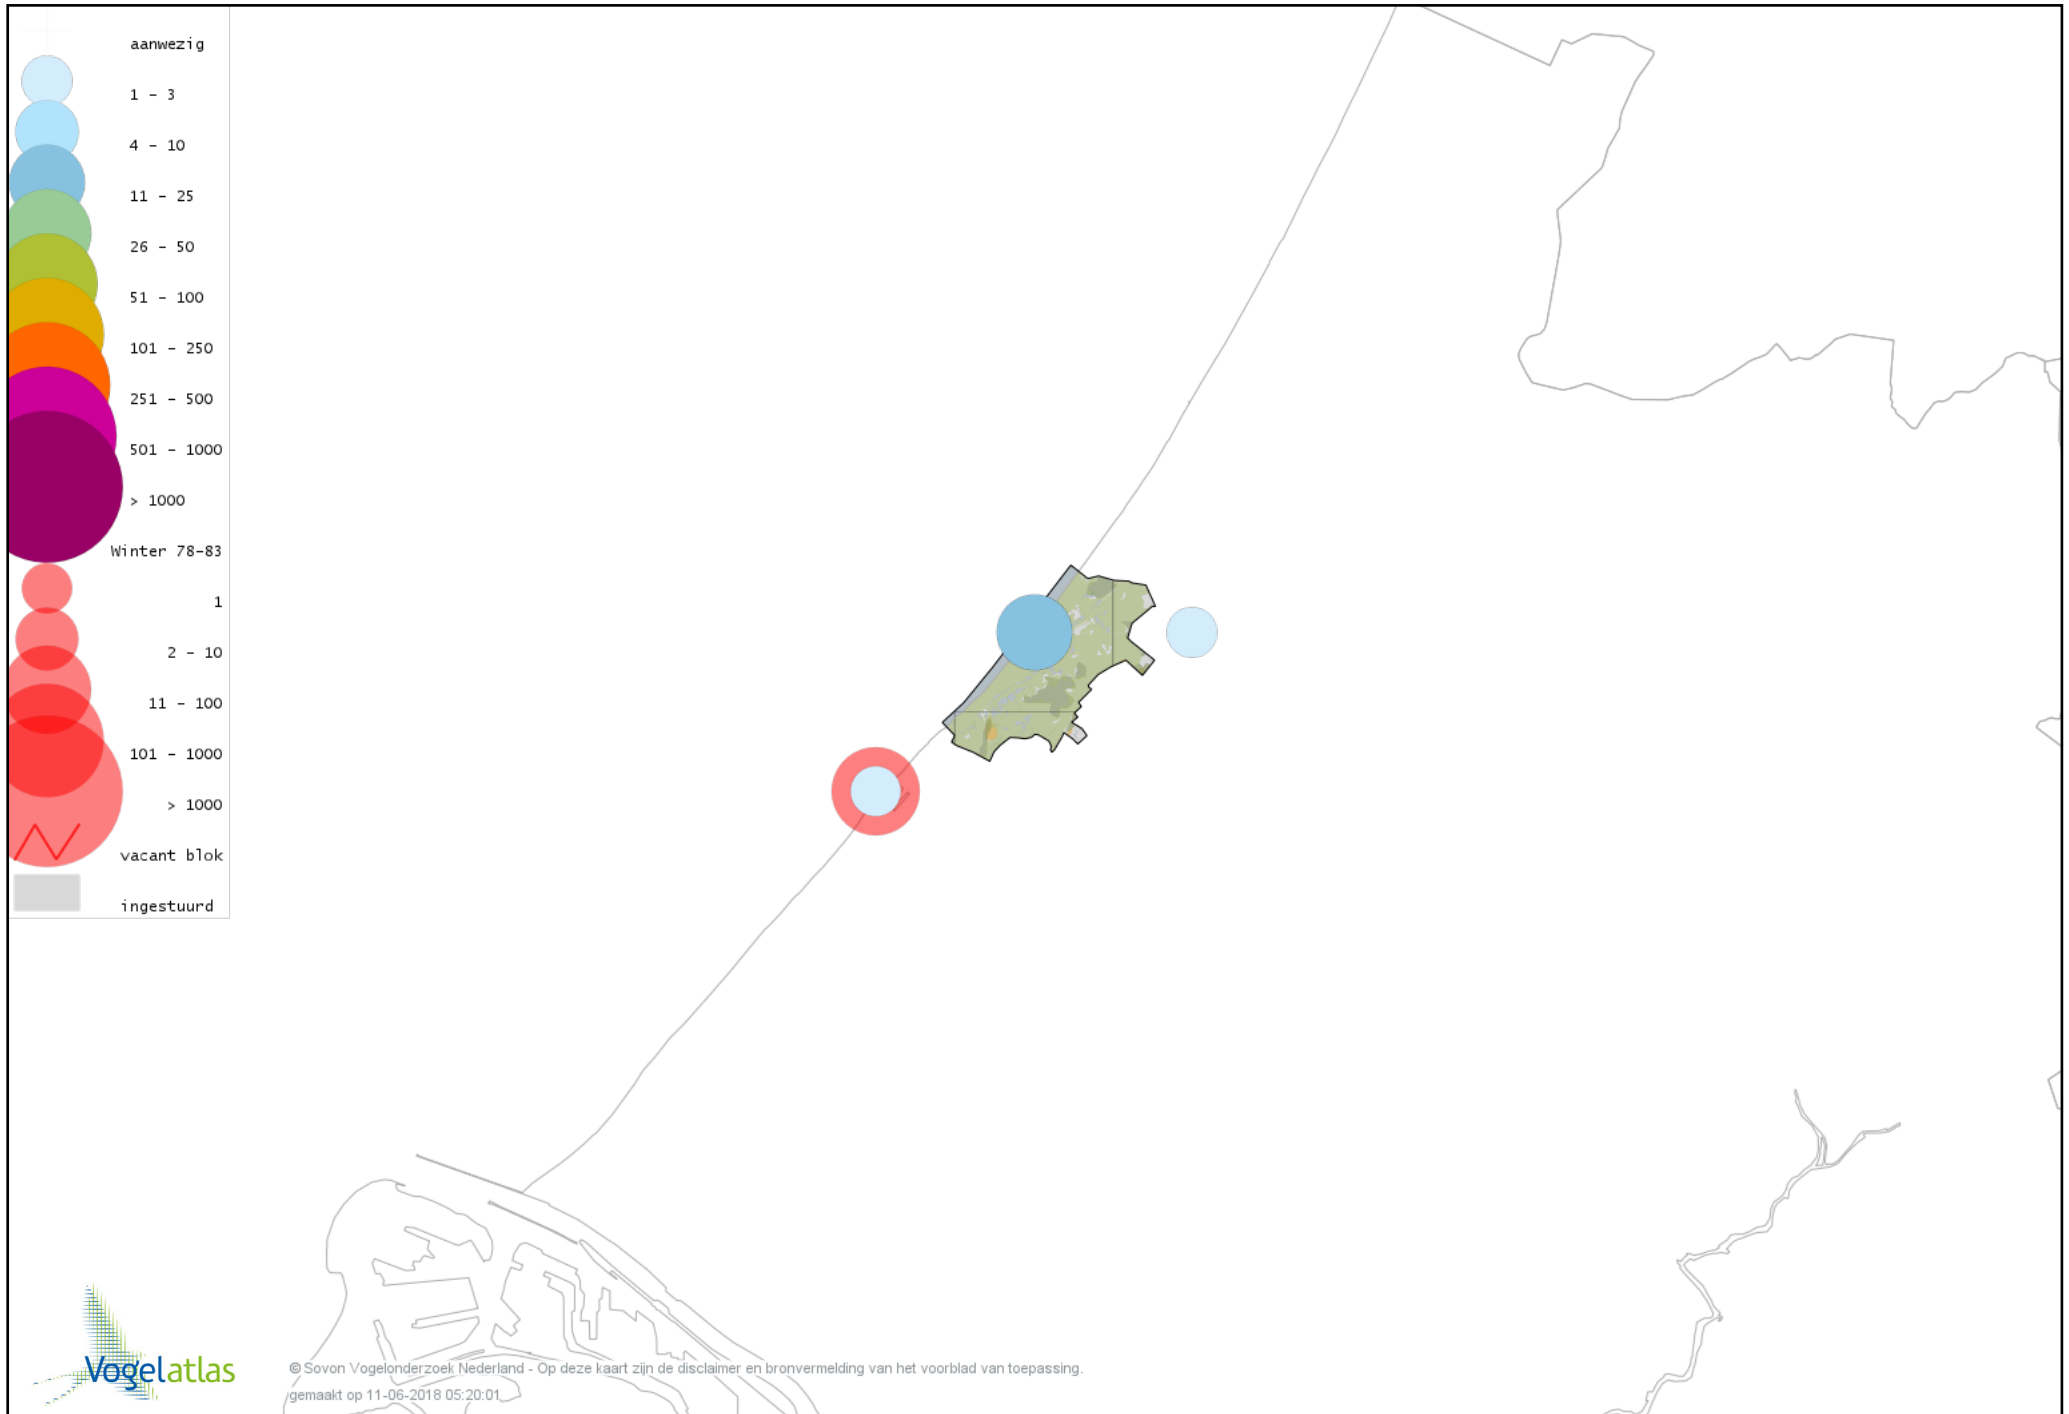 aanwezig
1 - 3
4 - 10
11 - 25
26 - 50
51 - 100
101 - 250
251 - 500
501 - 1000
> 1000
Winter 78-83
1
2 - 10
11 - 100
101 - 1000
> 1000
vacant blok
ingestuurd
Vogelatlas
© Sovon Vogelonderzoek Nederland - Op deze kaart zijn de disclaimer en bronvermelding van het voorblad van toepassing.
gemaakt op 11-06-2018 05:20:01